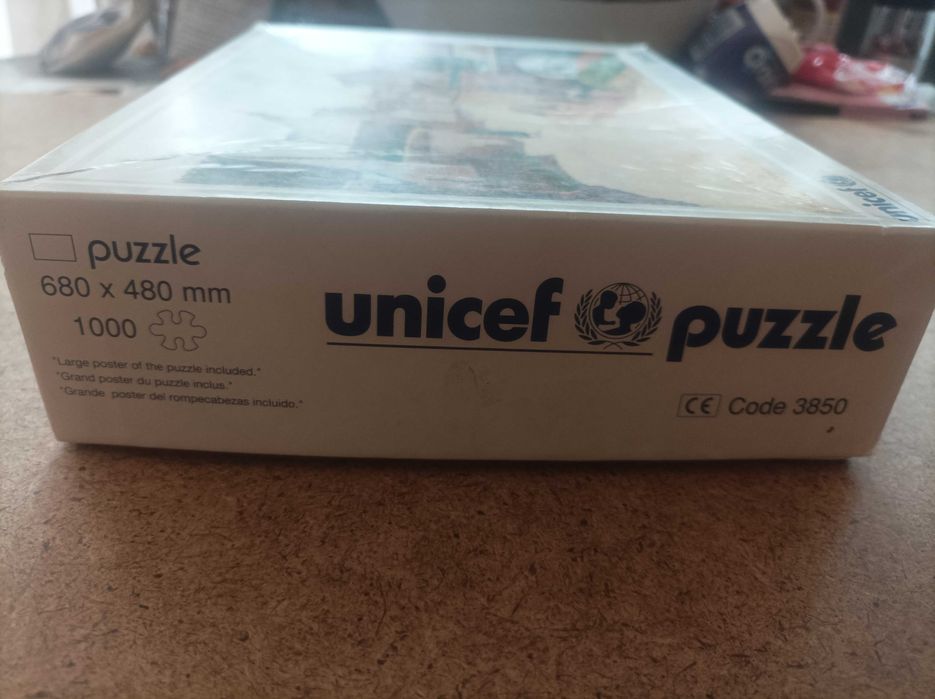 unicef
puzzle
680 x 480 mm
1000
"Large poster of the puzzle included."
"Grand poster du puzzle inclus."
"Grande poster del rompecabezas incluido."
unicef puzzle
CE Code 3850